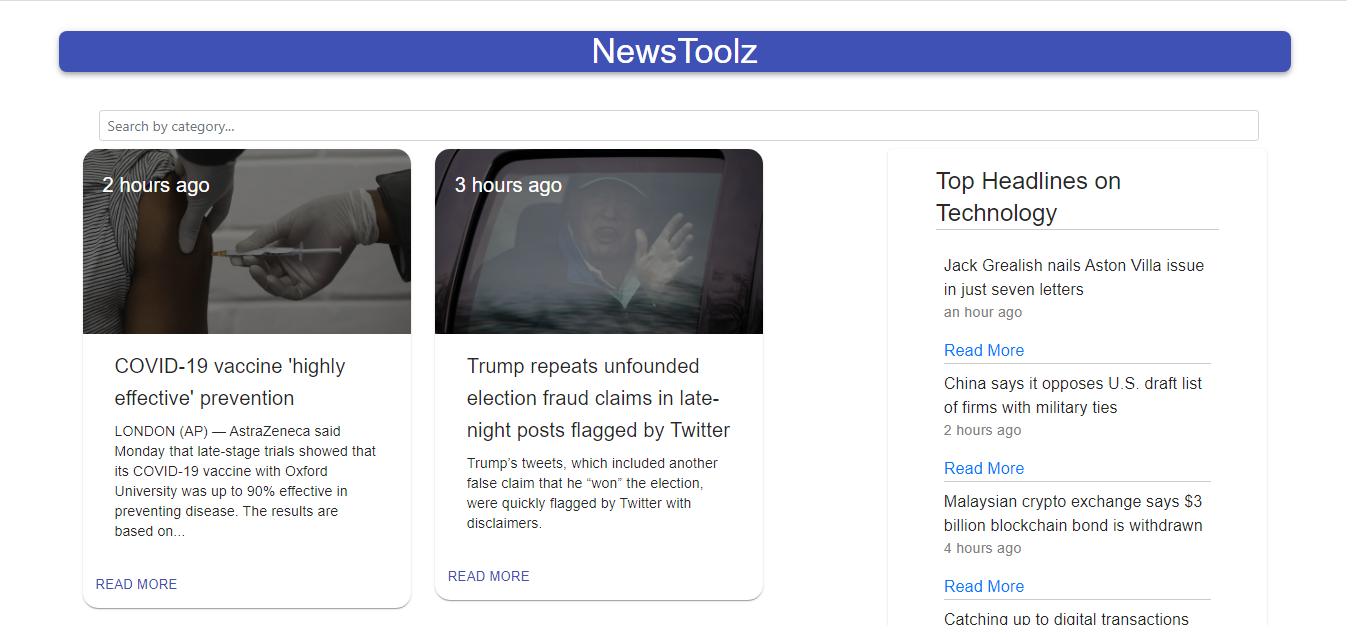 NewsToolz
Search by category...
2 hours ago
COVID-19 vaccine 'highly
effective' prevention
LONDON (AP) — AstraZeneca said
Monday that late-stage trials showed that
its COVID-19 vaccine with Oxford
University was up to 90% effective in
preventing disease. The results are
based on...
READ MORE
3 hours ago
Trump repeats unfounded
election fraud claims in late-
night posts flagged by Twitter
Trump’s tweets, which included another
false claim that he “won” the election,
were quickly flagged by Twitter with
disclaimers.
READ MORE
Top Headlines on
Technology
Jack Grealish nails Aston Villa issue
in just seven letters
an hour ago
Read More
China says it opposes U.S. draft list
of firms with military ties
2 hours ago
Read More
Malaysian crypto exchange says $3
billion blockchain bond is withdrawn
4 hours ago
Read More
Catching up to digital transactions